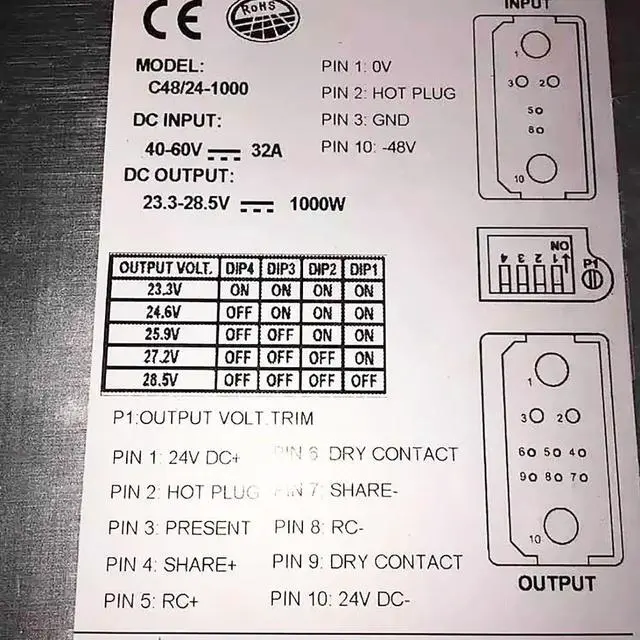 CE RoHS
MODEL:
C48/24-1000
DC INPUT:
40-60V 32A
DC OUTPUT:
23.3-28.5V 1000W
PIN 1: 0V
PIN 2: HOT PLUG
PIN 3: GND
PIN 10: -48V
INPUT
1
3 2
5
6
10
ON
4 3 2 1
P1
OUTPUT VOLT. DIP4 DIP3 DIP2 DIP1
23.3V ON ON ON ON
24.6V OFF ON ON ON
25.9V OFF OFF ON ON
27.2V OFF OFF OFF ON
28.5V OFF OFF OFF OFF
P1:OUTPUT VOLT.TRIM
PIN 1: 24V DC+
PIN 2: HOT PLUG
PIN 3: PRESENT
PIN 4: SHARE+
PIN 5: RC+
PIN 6: DRY CONTACT
PIN 7: SHARE-
PIN 8: RC-
PIN 9: DRY CONTACT
PIN 10: 24V DC-
1
3 2
6 5 4
9 8 7
10
OUTPUT